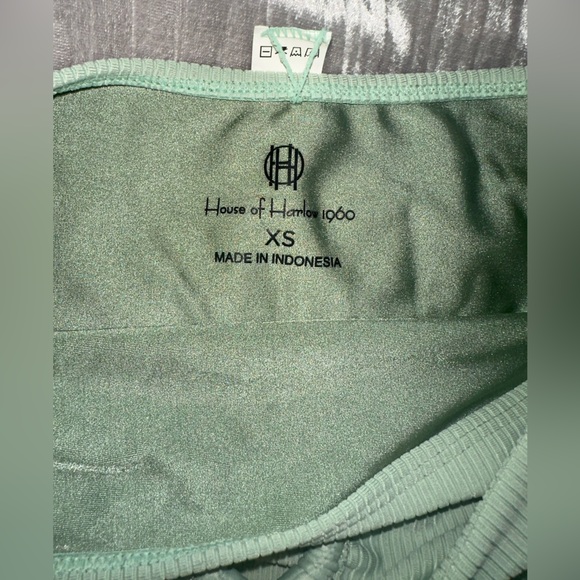 House of Harlow 1960
XS
MADE IN INDONESIA